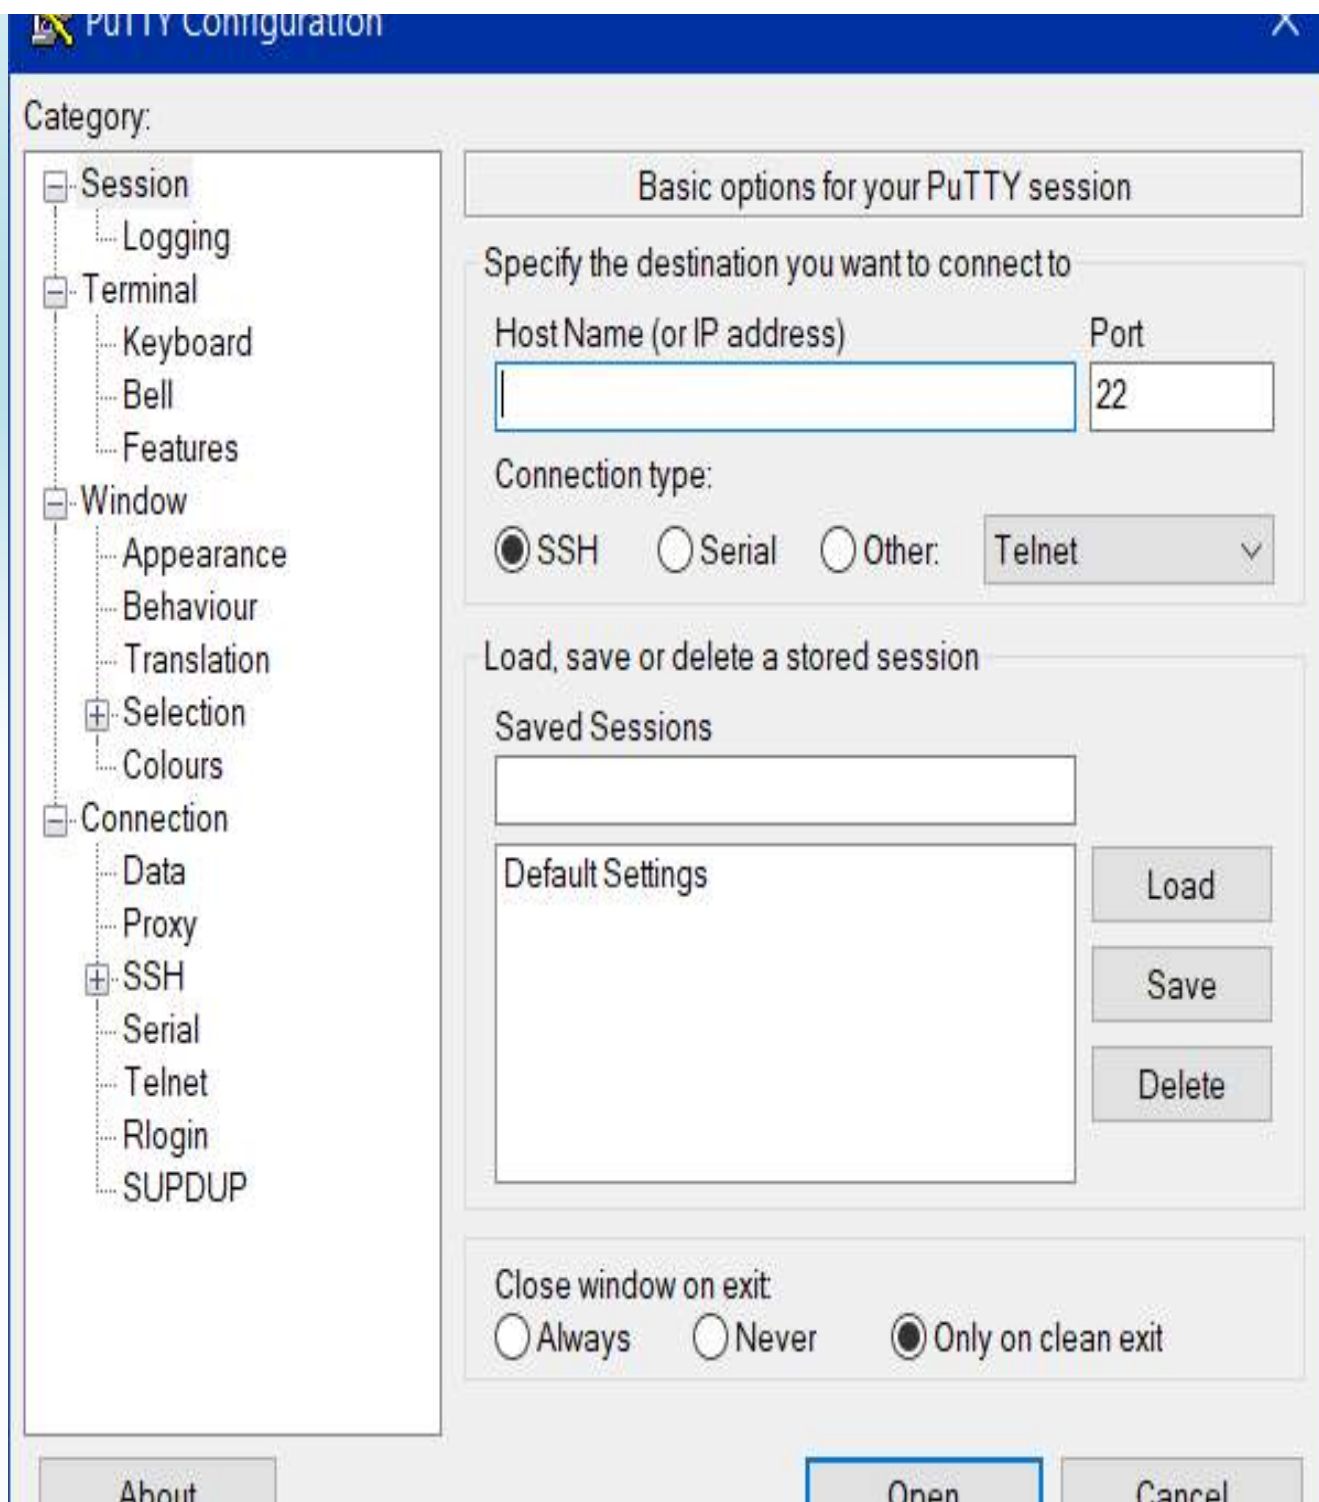 PuTTY Configuration
Category:
Session
Logging
Terminal
Keyboard
Bell
Features
Window
Appearance
Behaviour
Translation
Selection
Colours
Connection
Data
Proxy
SSH
Serial
Telnet
Rlogin
SUPDUP
Basic options for your PuTTY session
Specify the destination you want to connect to
Host Name (or IP address) Port
22
Connection type:
SSH Serial Other: Telnet
Load, save or delete a stored session
Saved Sessions
Default Settings
Load
Save
Delete
Close window on exit:
Always Never Only on clean exit
About Open Cancel